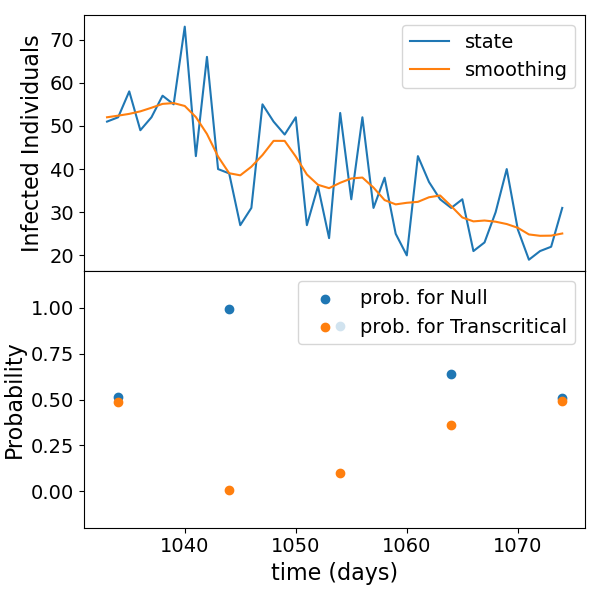 Infected Individuals
70
60
50
40
30
20
state
smoothing
Probability
1.00
0.75
0.50
0.25
0.00
prob. for Null
prob. for Transcritical
1040 1050 1060 1070
time (days)